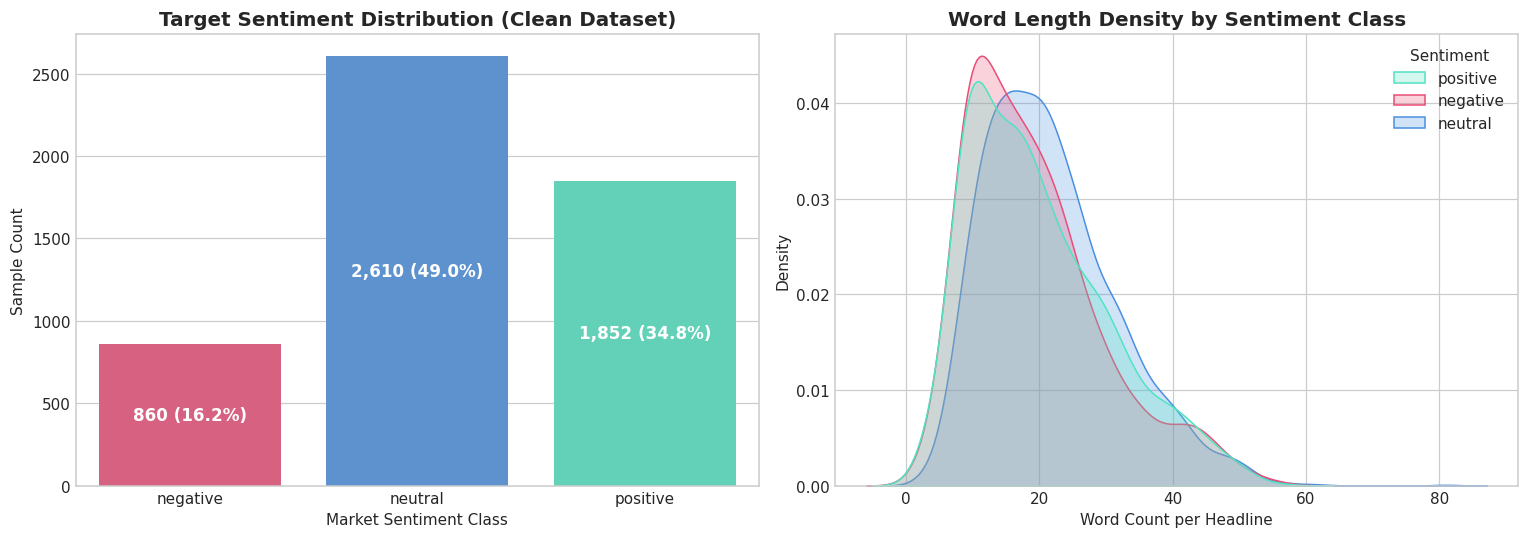 Target Sentiment Distribution (Clean Dataset)
Sample Count
2500
2000
1500
1000
500
0
860 (16.2%)
2,610 (49.0%)
1,852 (34.8%)
negative
neutral
positive
Market Sentiment Class
Word Length Density by Sentiment Class
Density
0.04
0.03
0.02
0.01
0.00
Sentiment
positive
negative
neutral
0
20
40
60
80
Word Count per Headline